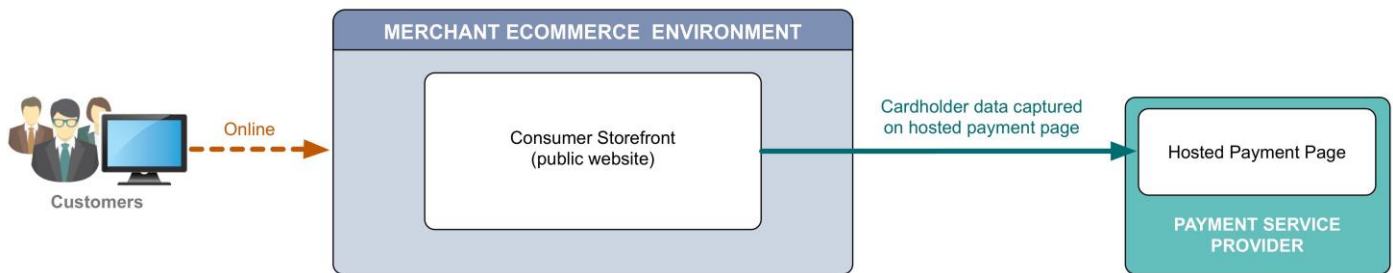 MERCHANT ECOMMERCE ENVIRONMENT
Customers
Online
Consumer Storefront
(public website)
Cardholder data captured
on hosted payment page
Hosted Payment Page
PAYMENT SERVICE
PROVIDER